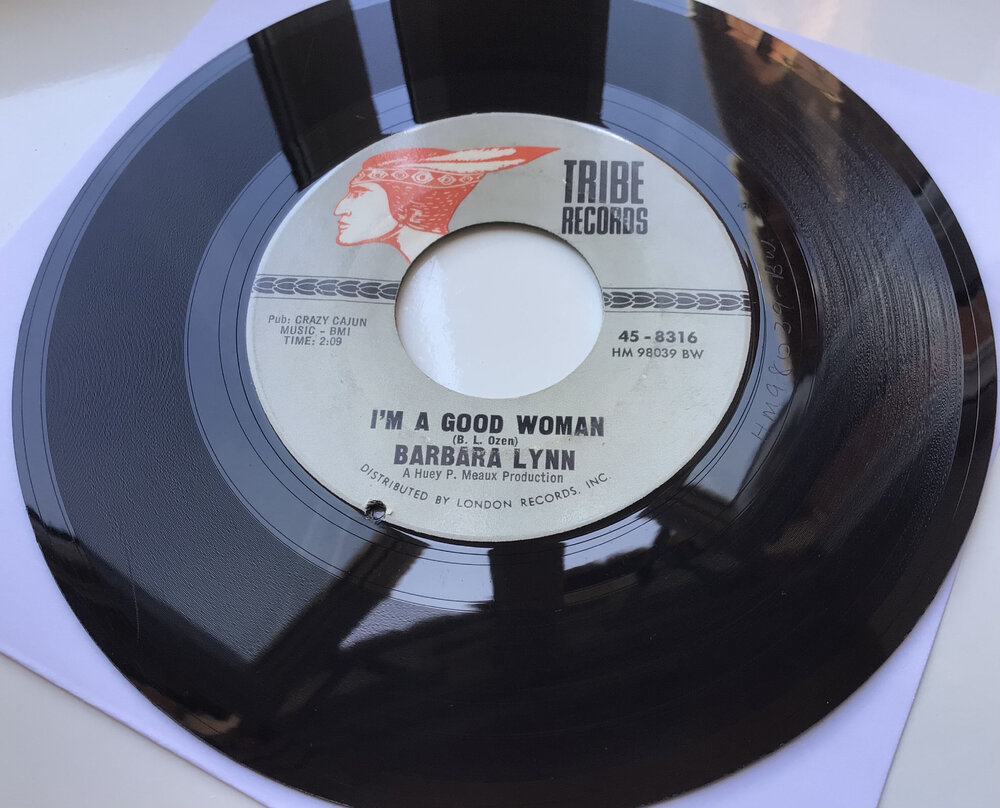 TRIBE
RECORDS
Pub: CRAZY CAJUN
MUSIC - BMI
TIME: 2:09
45 - 8316
HM 98039 BW
I'M A GOOD WOMAN
(B. L. Ozen)
BARBARA LYNN
A Huey P. Meaux Production
DISTRIBUTED BY LONDON RECORDS, INC.
HM98039-BW